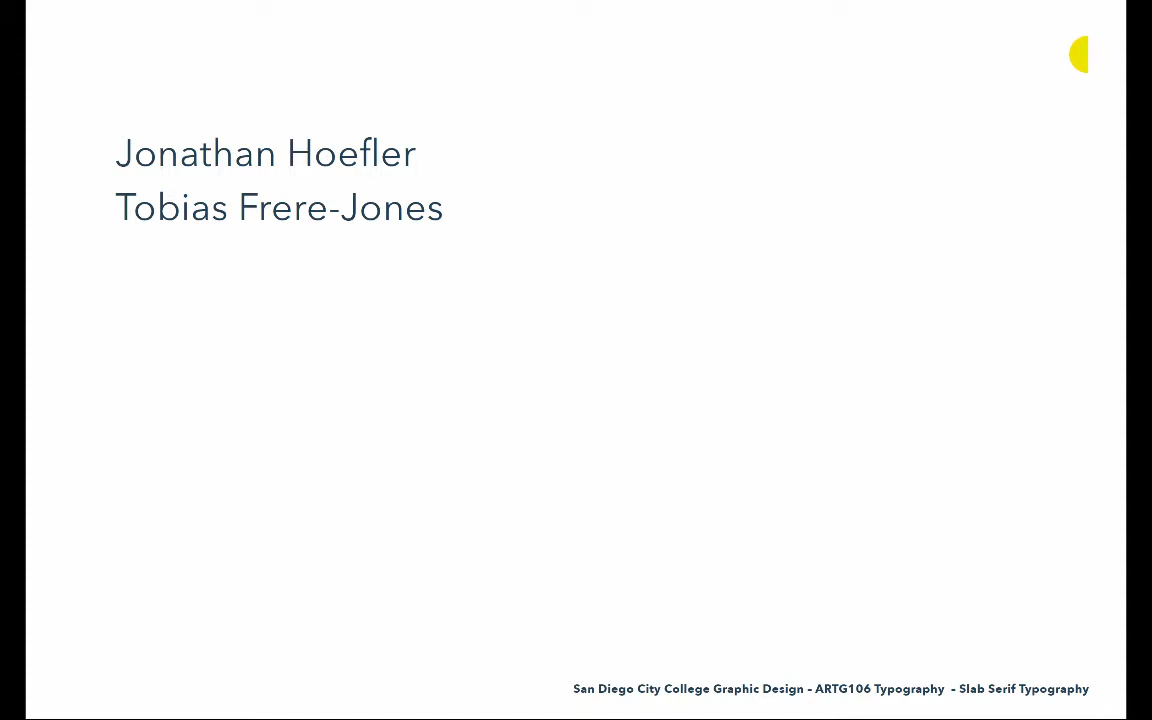 Jonathan Hoefler
Tobias Frere-Jones
San Diego City College Graphic Design – ARTG106 Typography – Slab Serif Typography